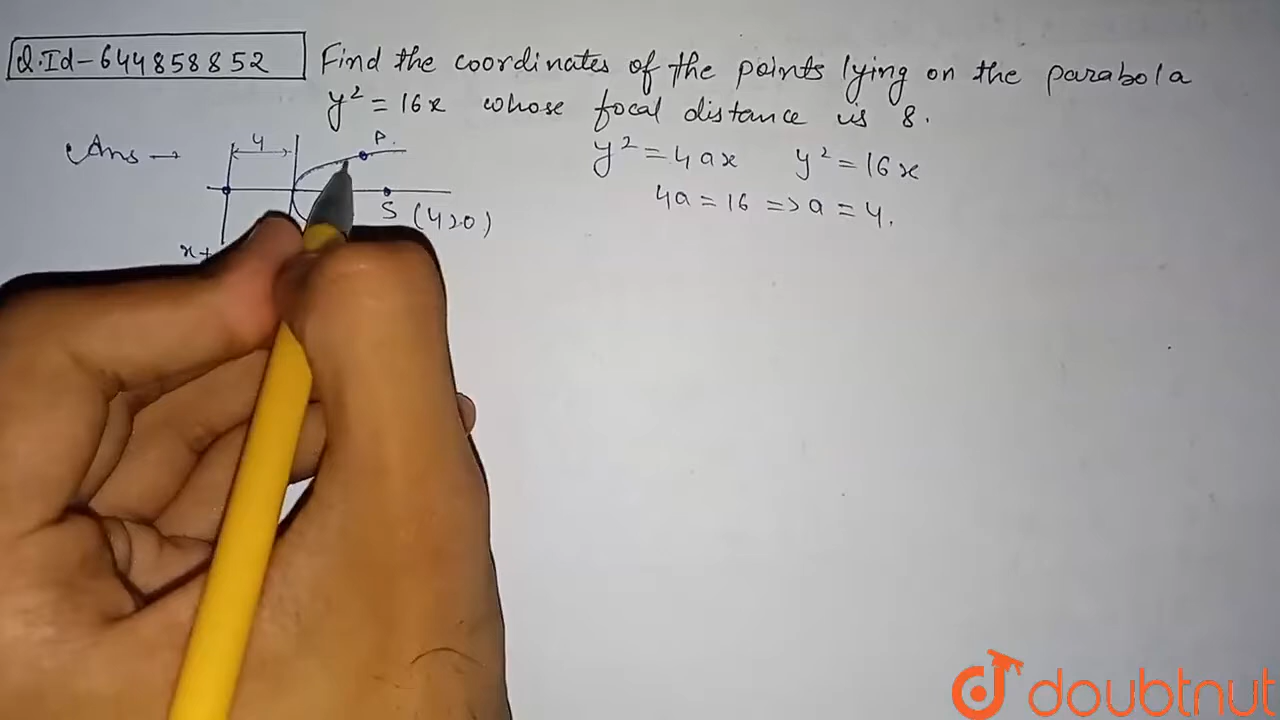 Q.Id-644858852 Find the coordinates of the points lying on the parabola
y² = 16x whose focal distance is 8.
Ans → 4 P. y² = 4ax y² = 16x
S (4,0) 4a = 16 => a = 4.
x+
doubtnut